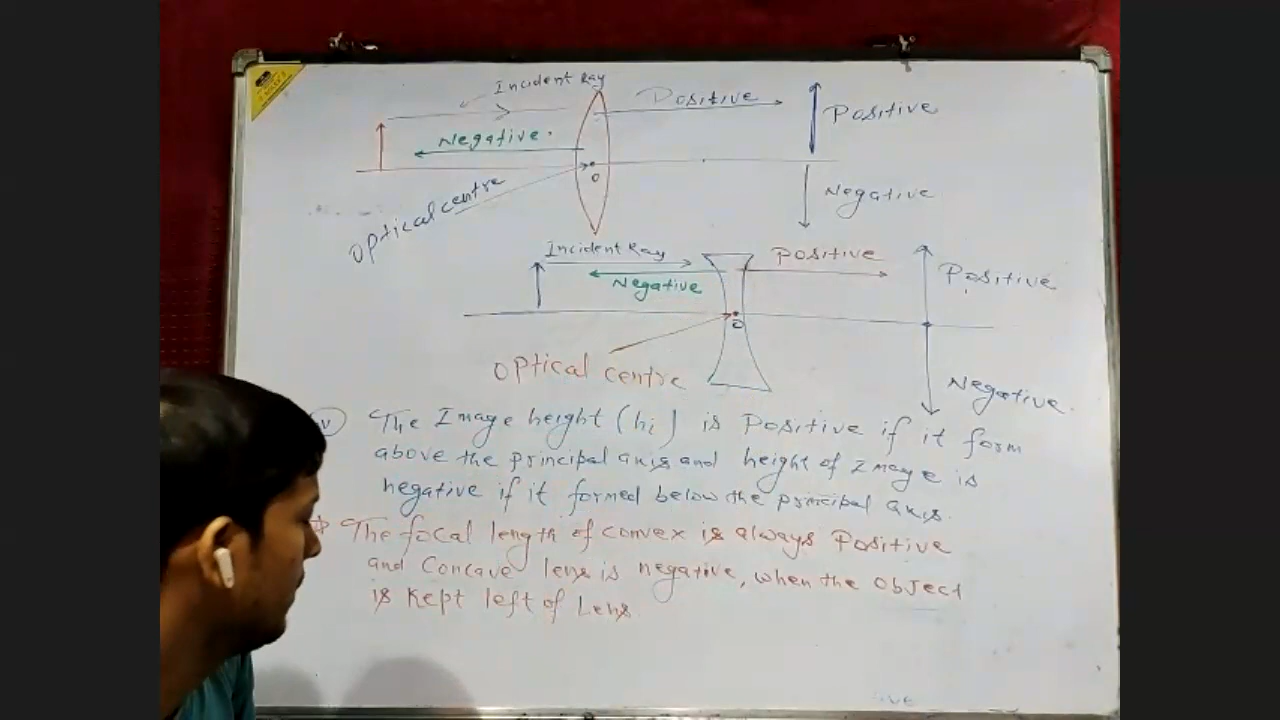 Incident Ray
Positive
Positive
Negative.
O
Optical centre
Negative
Incident Ray
Positive
Negative
Positive
O
Optical centre
Negative.
The Image height (hi) is Positive if it form
above the principal axis and height of Image is
negative if it formed below the principal axis.
* The focal length of convex is always Positive
and Concave lens is negative, when the Object
is Kept left of Lens